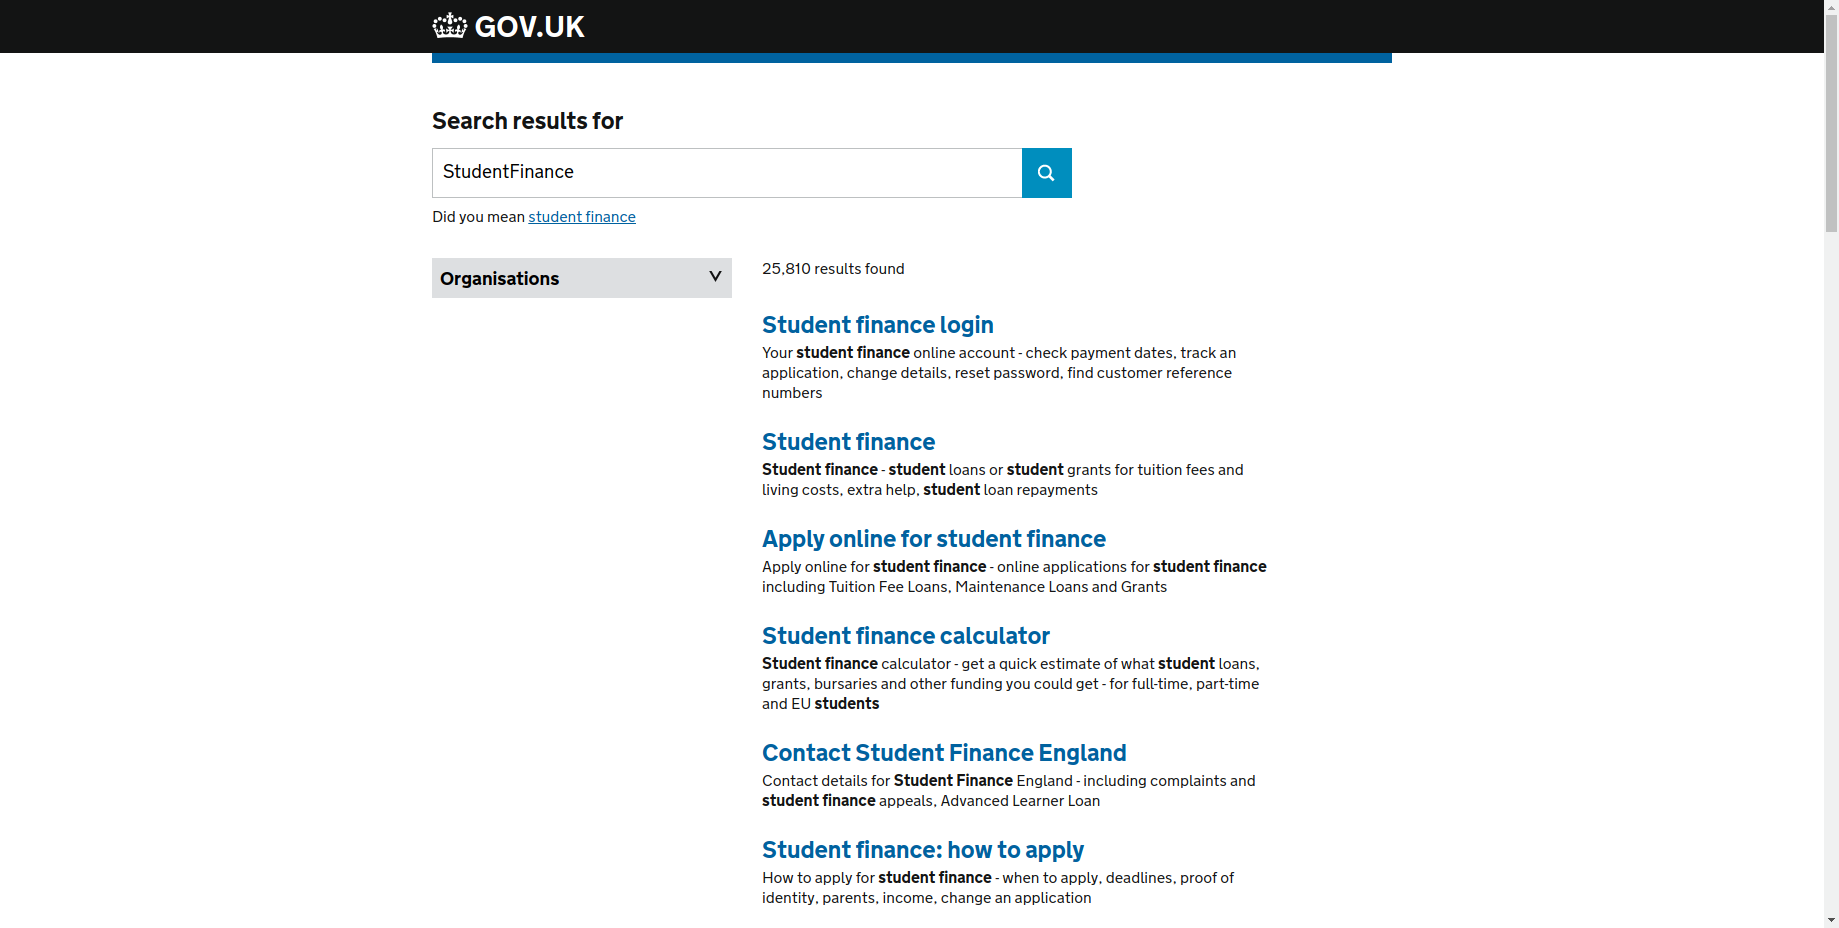 GOV.UK
Search results for
StudentFinance
Did you mean student finance
Organisations
25,810 results found
Student finance login
Your student finance online account - check payment dates, track an
application, change details, reset password, find customer reference
numbers
Student finance
Student finance - student loans or student grants for tuition fees and
living costs, extra help, student loan repayments
Apply online for student finance
Apply online for student finance - online applications for student finance
including Tuition Fee Loans, Maintenance Loans and Grants
Student finance calculator
Student finance calculator - get a quick estimate of what student loans,
grants, bursaries and other funding you could get - for full-time, part-time
and EU students
Contact Student Finance England
Contact details for Student Finance England - including complaints and
student finance appeals, Advanced Learner Loan
Student finance: how to apply
How to apply for student finance - when to apply, deadlines, proof of
identity, parents, income, change an application